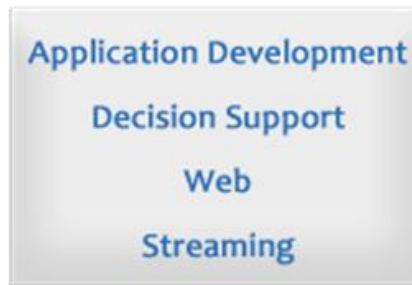 Application Development
Decision Support
Web
Streaming